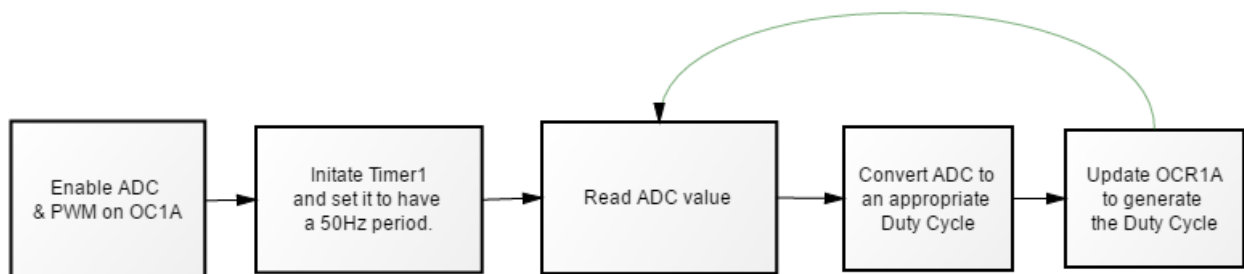 Enable ADC
& PWM on OC1A
Initate Timer1
and set it to have
a 50Hz period.
Read ADC value
Convert ADC to
an appropriate
Duty Cycle
Update OCR1A
to generate
the Duty Cycle